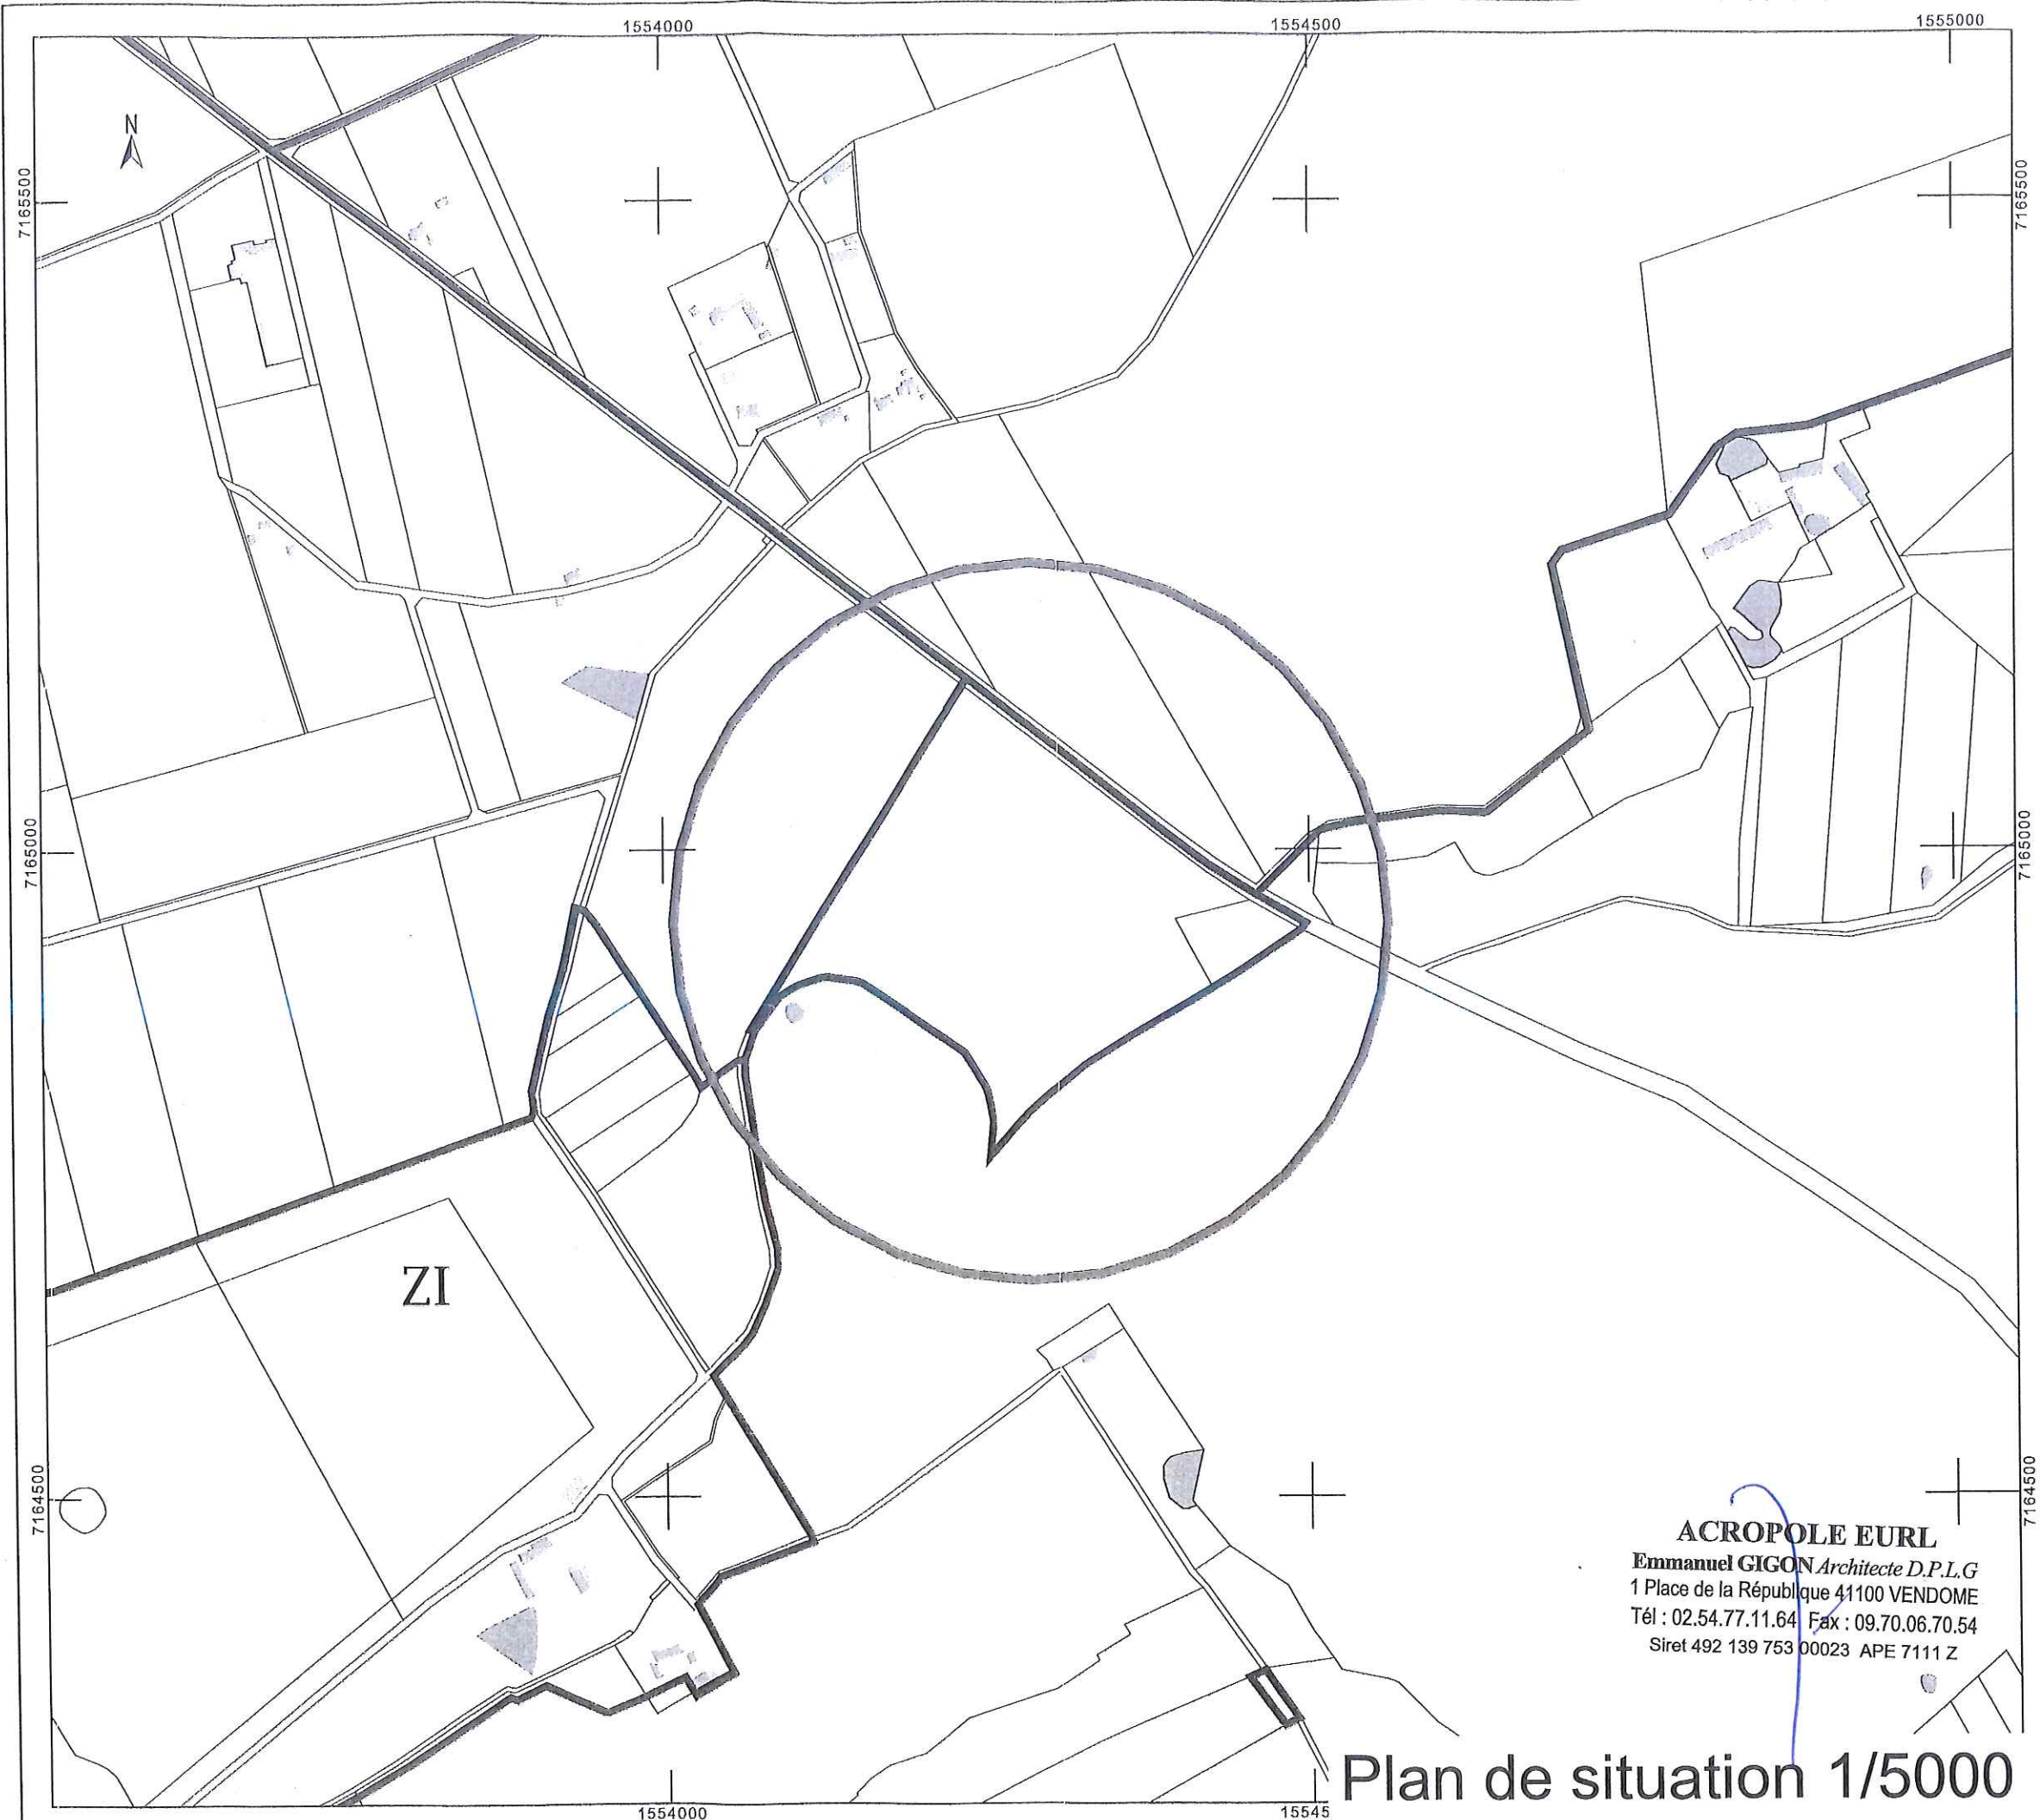 1554000
1554500
1555000
N
7165500
7165500
7165000
7165000
ZI
7164500
7164500
ACROPOLE EURL
Emmanuel GIGON Architecte D.P.L.G
1 Place de la République 41100 VENDOME
Tél : 02.54.77.11.64 Fax : 09.70.06.70.54
Siret 492 139 753 00023 APE 7111 Z
Plan de situation 1/5000
1554000
15545